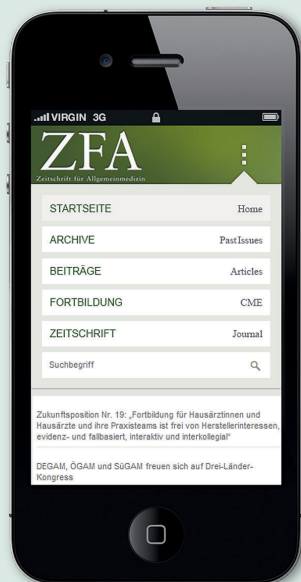 VIRGIN 3G
ZFA
Zeitschrift für Allgemeinmedizin
STARTSEITE Home
ARCHIVE PastIssues
BEITRÄGE Articles
FORTBILDUNG CME
ZEITSCHRIFT Journal
Suchbegriff
Zukunftsposition Nr. 19: „Fortbildung für Hausärztinnen und
Hausärzte und ihre Praxisteams ist frei von Herstellerinteressen,
evidenz- und fallbasiert, interaktiv und interkollegial“
DEGAM, ÖGAM und SüGAM freuen sich auf Drei-Länder-
Kongress